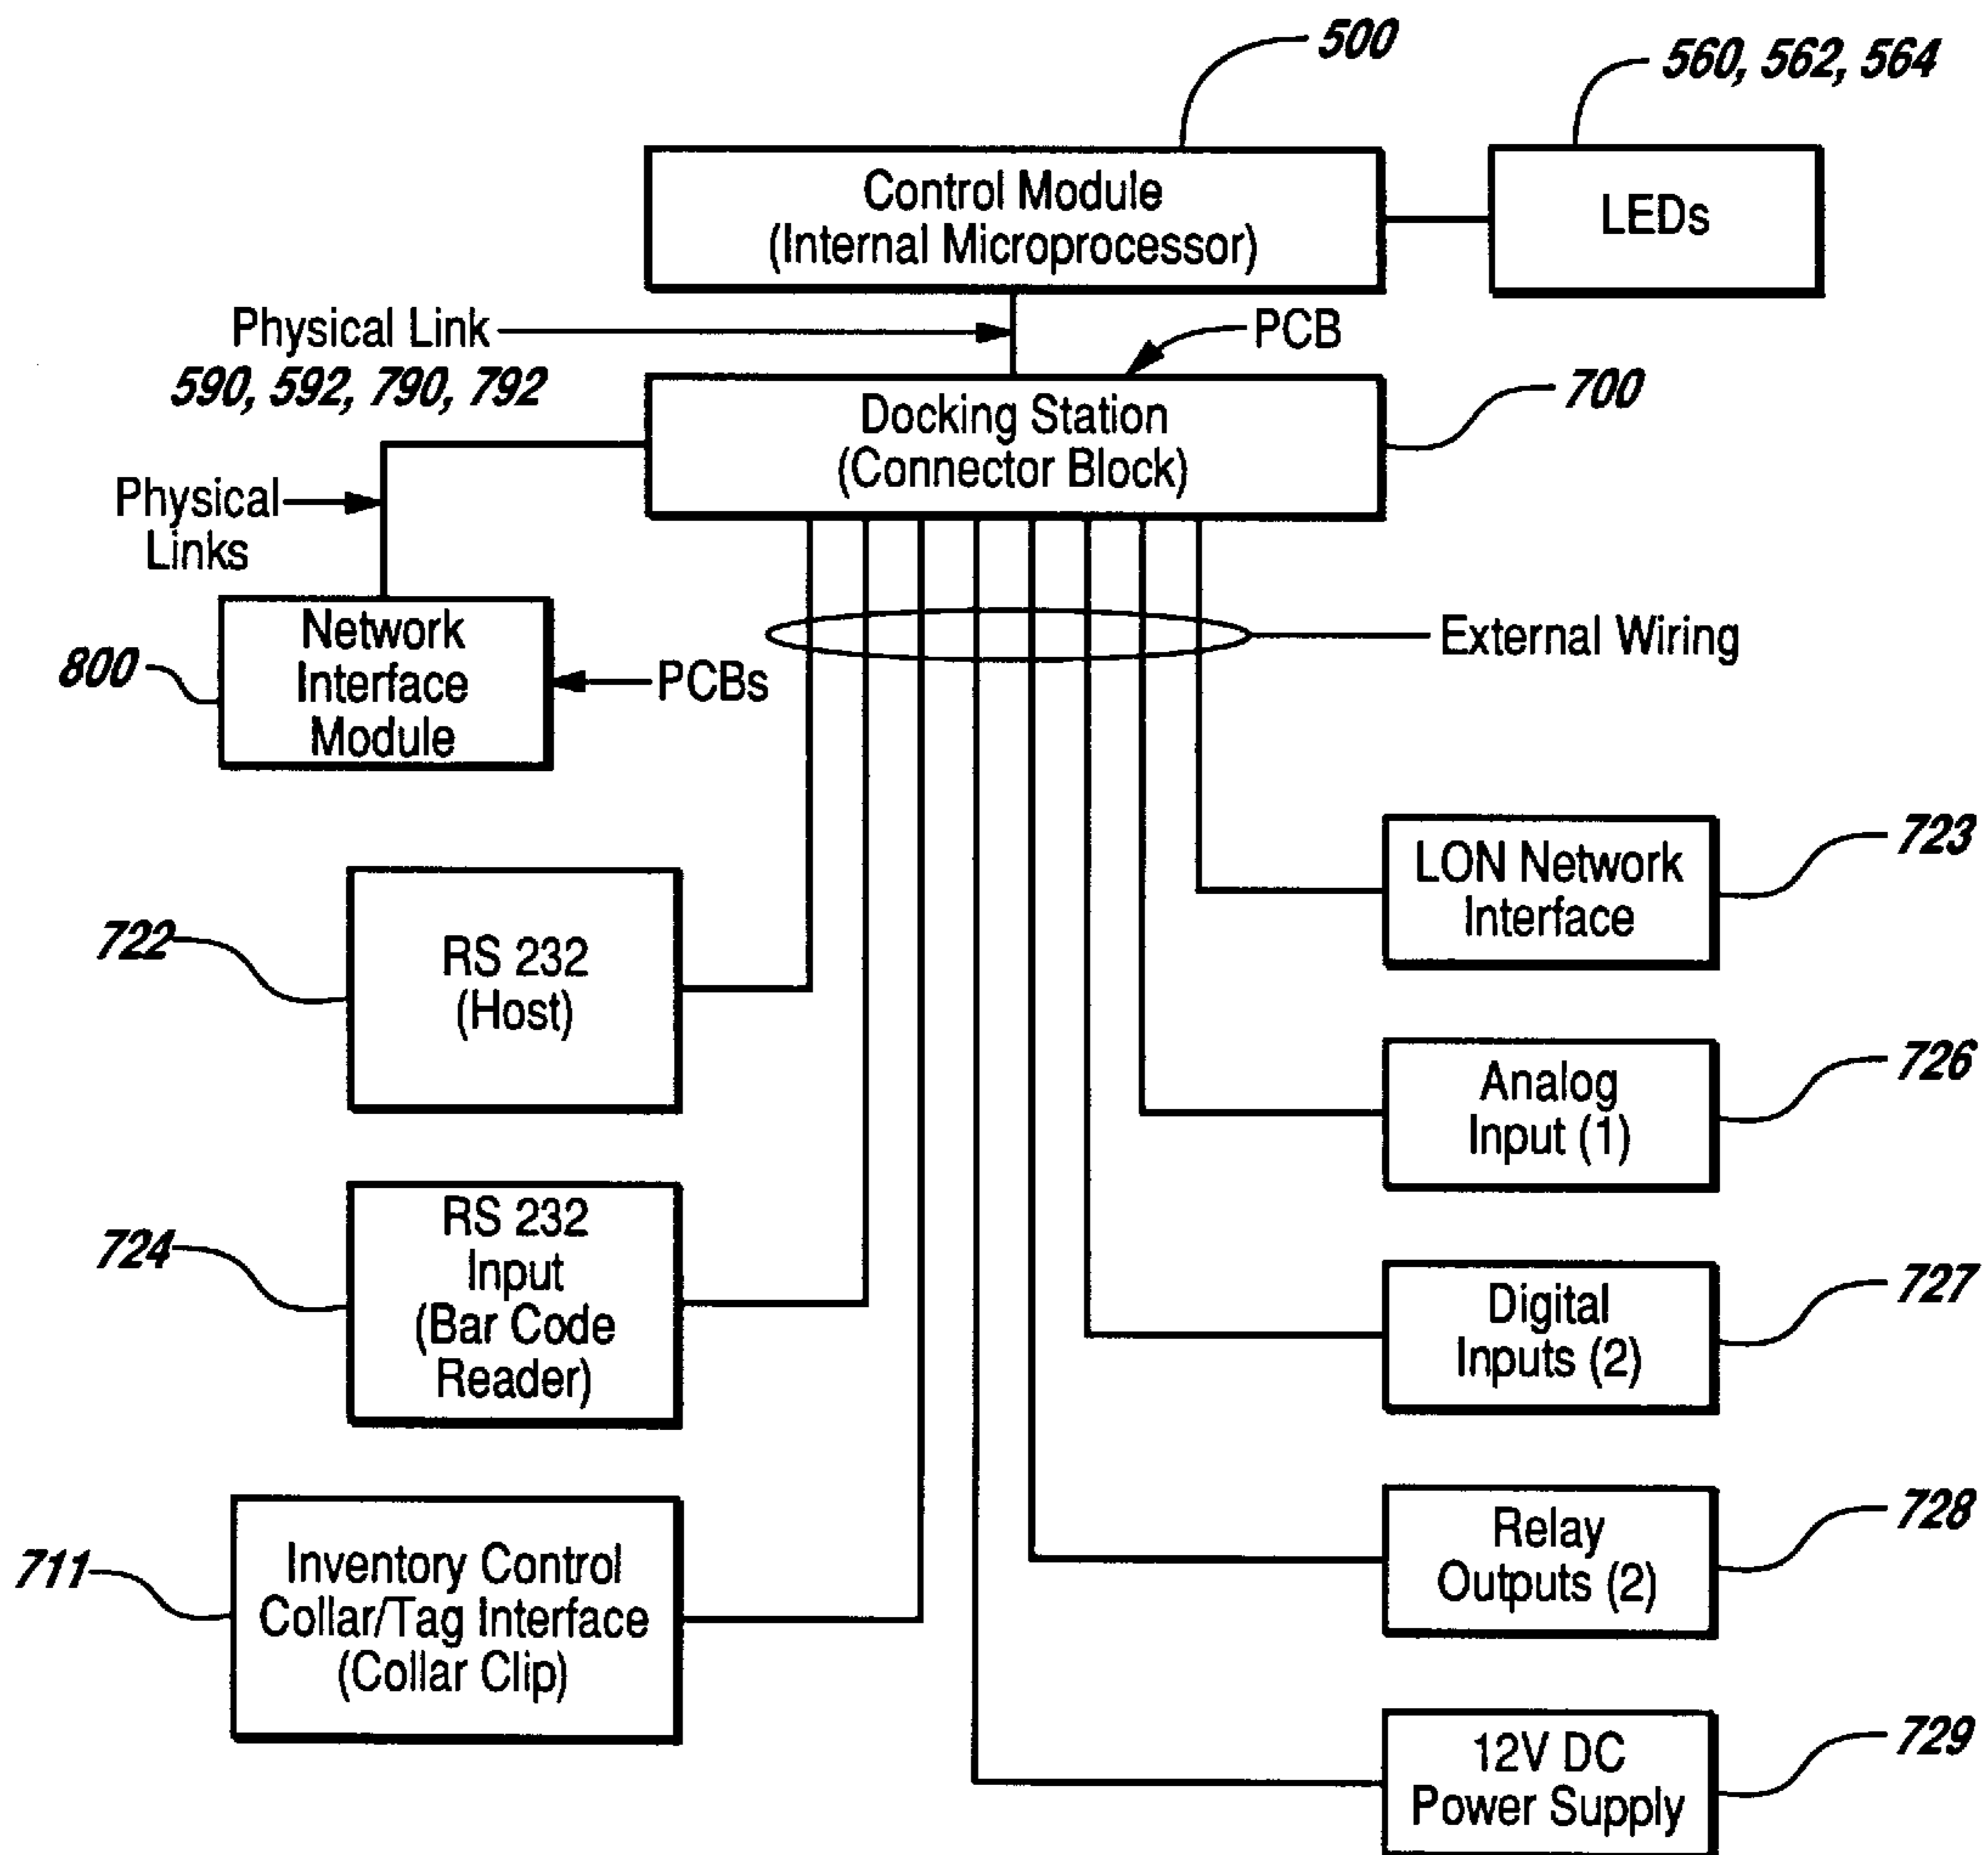 500
560, 562, 564
Control Module
(Internal Microprocessor)
LEDs
Physical Link
590, 592, 790, 792
PCB
Docking Station
(Connector Block)
700
Physical
Links
Network
Interface
Module
800
PCBs
External Wiring
LON Network
Interface
723
RS 232
(Host)
722
Analog
Input (1)
726
RS 232
Input
(Bar Code
Reader)
724
Digital
Inputs (2)
727
Inventory Control
Collar/Tag Interface
(Collar Clip)
711
Relay
Outputs (2)
728
12V DC
Power Supply
729